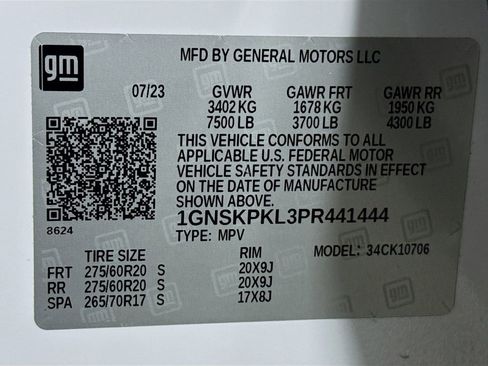 gm
MFD BY GENERAL MOTORS LLC
07/23 GVWR GAWR FRT GAWR RR
3402 KG 1678 KG 1950 KG
7500 LB 3700 LB 4300 LB
THIS VEHICLE CONFORMS TO ALL
APPLICABLE U.S. FEDERAL MOTOR
VEHICLE SAFETY STANDARDS IN EFFECT
ON THE DATE OF MANUFACTURE
SHOWN ABOVE.
8624
1GNSKPKL3PR441444
TYPE: MPV MODEL: 34CK10706
TIRE SIZE RIM
FRT 275/60R20 S 20X9J
RR 275/60R20 S 20X9J
SPA 265/70R17 S 17X8J